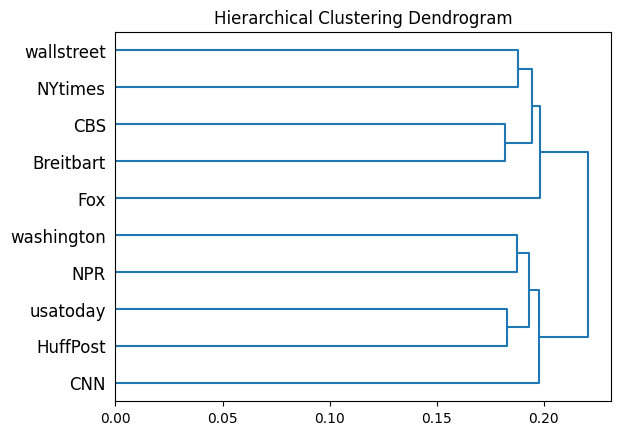 Hierarchical Clustering Dendrogram
wallstreet
NYtimes
CBS
Breitbart
Fox
washington
NPR
usatoday
HuffPost
CNN
0.00 0.05 0.10 0.15 0.20